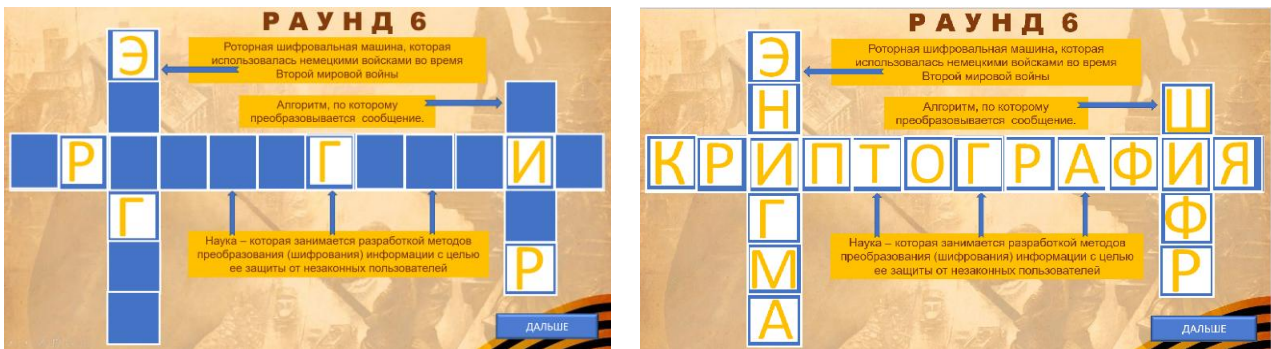 РАУНД 6
Э
Роторная шифровальная машина, которая
использовалась немецкими войсками во время
Второй мировой войны
Алгоритм, по которому
преобразовывается сообщение.
Р Г И
Г
Наука – которая занимается разработкой методов
преобразования (шифрования) информации с целью
ее защиты от незаконных пользователей
Р
ДАЛЬШЕ
РАУНД 6
Э
Роторная шифровальная машина, которая
использовалась немецкими войсками во время
Второй мировой войны
Н
Ш
Алгоритм, по которому
преобразовывается сообщение.
КРИПТОГРАФИЯ
Г
Ф
Наука – которая занимается разработкой методов
преобразования (шифрования) информации с целью
ее защиты от незаконных пользователей
М
Р
А
ДАЛЬШЕ